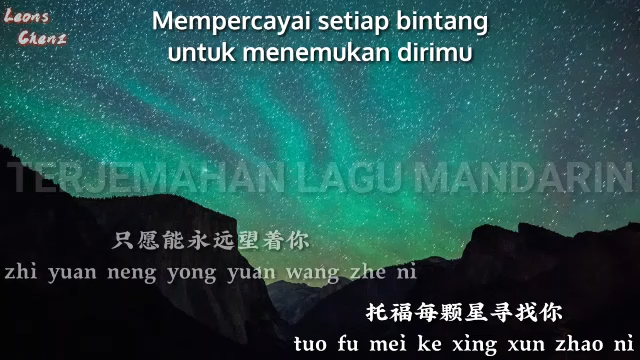 Leons
Chenz
Mempercayai setiap bintang
untuk menemukan dirimu
TERJEMAHAN LAGU MANDARIN
只愿能永远望着你
zhi yuan neng yong yuan wang zhe ni
托福每颗星寻找你
tuo fu mei ke xing xun zhao ni